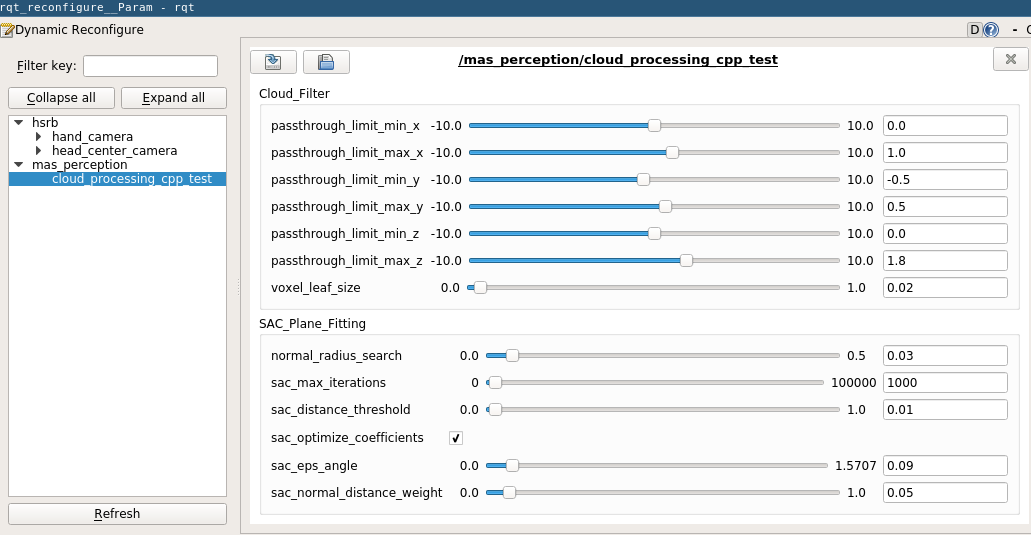 rqt_reconfigure__Param - rqt
Dynamic Reconfigure
D ? -
Filter key:
Collapse all Expand all
hsrb
hand_camera
head_center_camera
mas_perception
cloud_processing_cpp_test
Refresh
/mas_perception/cloud_processing_cpp_test
Cloud_Filter
passthrough_limit_min_x -10.0 10.0 0.0
passthrough_limit_max_x -10.0 10.0 1.0
passthrough_limit_min_y -10.0 10.0 -0.5
passthrough_limit_max_y -10.0 10.0 0.5
passthrough_limit_min_z -10.0 10.0 0.0
passthrough_limit_max_z -10.0 10.0 1.8
voxel_leaf_size 0.0 1.0 0.02
SAC_Plane_Fitting
normal_radius_search 0.0 0.5 0.03
sac_max_iterations 0 100000 1000
sac_distance_threshold 0.0 1.0 0.01
sac_optimize_coefficients
sac_eps_angle 0.0 1.5707 0.09
sac_normal_distance_weight 0.0 1.0 0.05